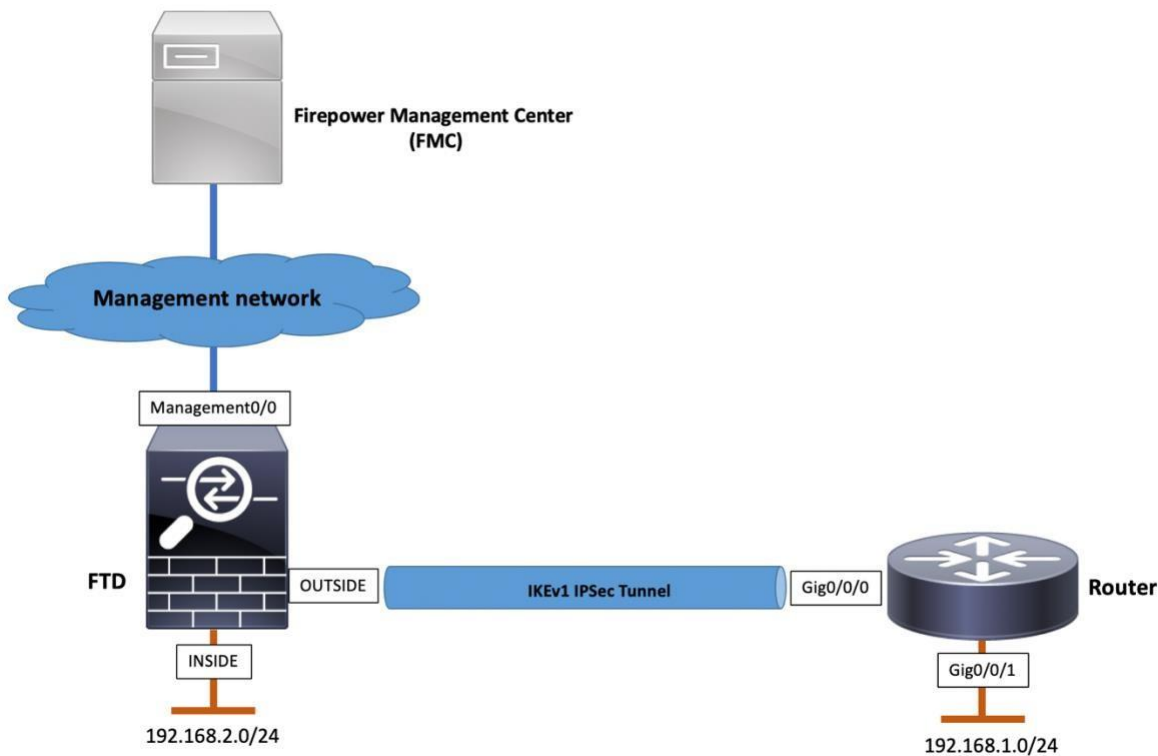 Firepower Management Center
(FMC)
Management network
Management0/0
FTD
OUTSIDE
IKEv1 IPSec Tunnel
Gig0/0/0
Router
INSIDE
Gig0/0/1
192.168.2.0/24
192.168.1.0/24